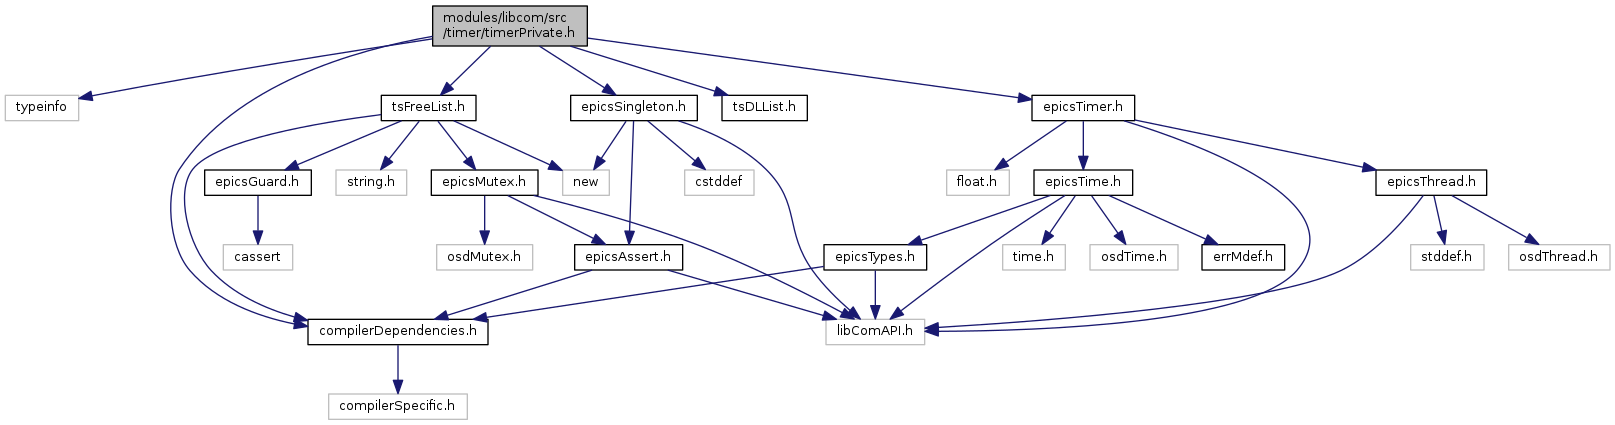 modules/libcom/src
/timer/timerPrivate.h
typeinfo
tsFreeList.h
epicsSingleton.h
tsDLList.h
epicsTimer.h
epicsGuard.h
string.h
epicsMutex.h
new
cstddef
float.h
epicsTime.h
epicsThread.h
cassert
osdMutex.h
epicsAssert.h
epicsTypes.h
time.h
osdTime.h
errMdef.h
stddef.h
osdThread.h
compilerDependencies.h
libComAPI.h
compilerSpecific.h